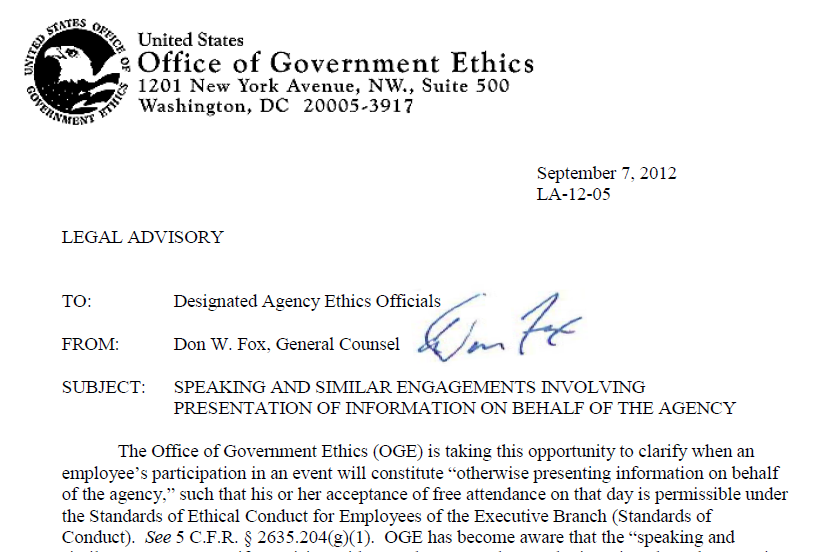 UNITED STATES OFFICE OF GOVERNMENT ETHICS
United States
Office of Government Ethics
1201 New York Avenue, NW., Suite 500
Washington, DC 20005-3917
September 7, 2012
LA-12-05
LEGAL ADVISORY
TO: Designated Agency Ethics Officials
FROM: Don W. Fox, General Counsel
Don Fox
SUBJECT: SPEAKING AND SIMILAR ENGAGEMENTS INVOLVING
PRESENTATION OF INFORMATION ON BEHALF OF THE AGENCY
The Office of Government Ethics (OGE) is taking this opportunity to clarify when an
employee’s participation in an event will constitute “otherwise presenting information on behalf
of the agency,” such that his or her acceptance of free attendance on that day is permissible under
the Standards of Ethical Conduct for Employees of the Executive Branch (Standards of
Conduct). See 5 C.F.R. § 2635.204(g)(1). OGE has become aware that the “speaking and